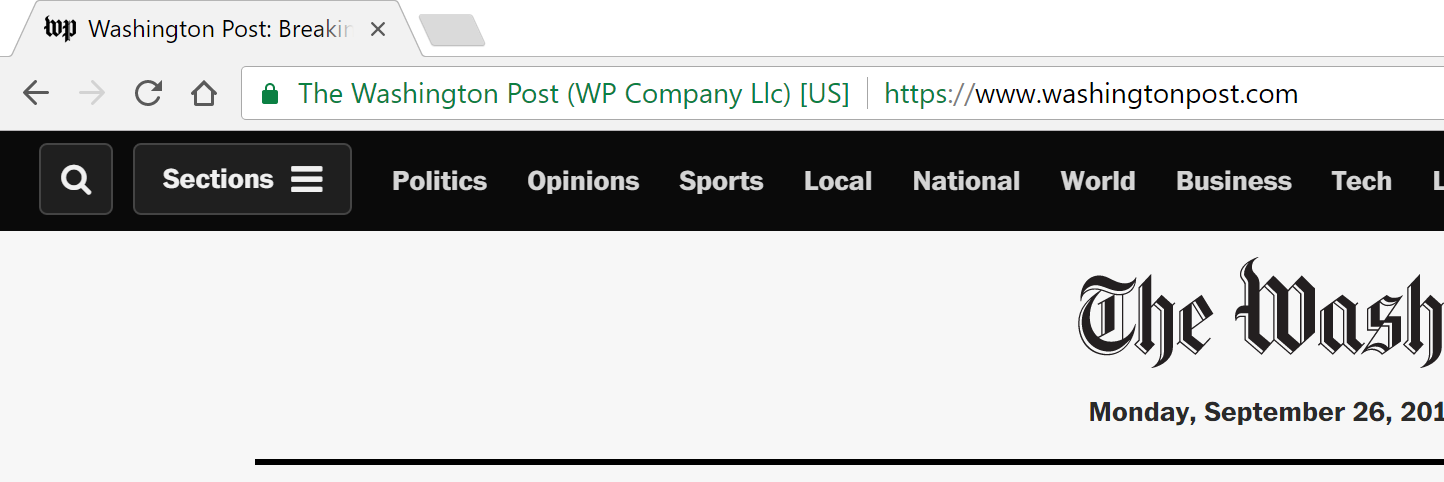 wp Washington Post: Breakin
The Washington Post (WP Company Llc) [US] https://www.washingtonpost.com
Sections Politics Opinions Sports Local National World Business Tech L
The Wash
Monday, September 26, 201